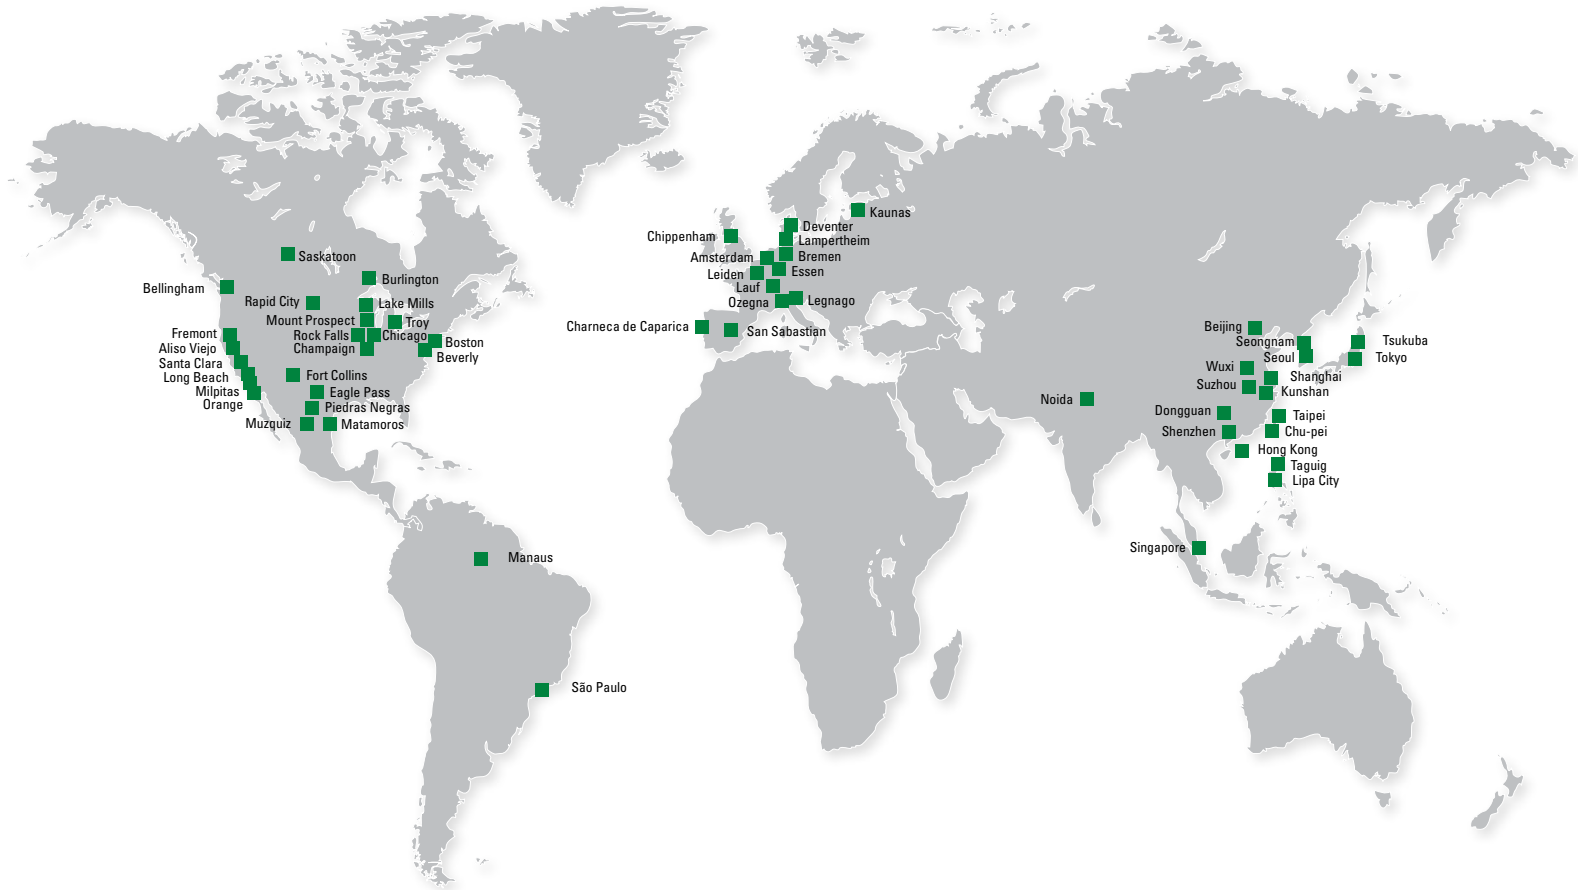 Saskatoon
Bellingham
Burlington
Rapid City
Lake Mills
Mount Prospect
Troy
Fremont
Rock Falls
Chicago
Boston
Aliso Viejo
Champaign
Beverly
Santa Clara
Long Beach
Fort Collins
Milpitas
Eagle Pass
Orange
Piedras Negras
Muzquiz
Matamoros
Manaus
São Paulo
Kaunas
Chippenham
Deventer
Lampertheim
Amsterdam
Bremen
Leiden
Essen
Lauf
Ozegna
Legnago
Charneca de Caparica
San Sabastian
Noida
Beijing
Seongnam
Tsukuba
Seoul
Tokyo
Wuxi
Shanghai
Suzhou
Kunshan
Dongguan
Taipei
Shenzhen
Chu-pei
Hong Kong
Taguig
Lipa City
Singapore